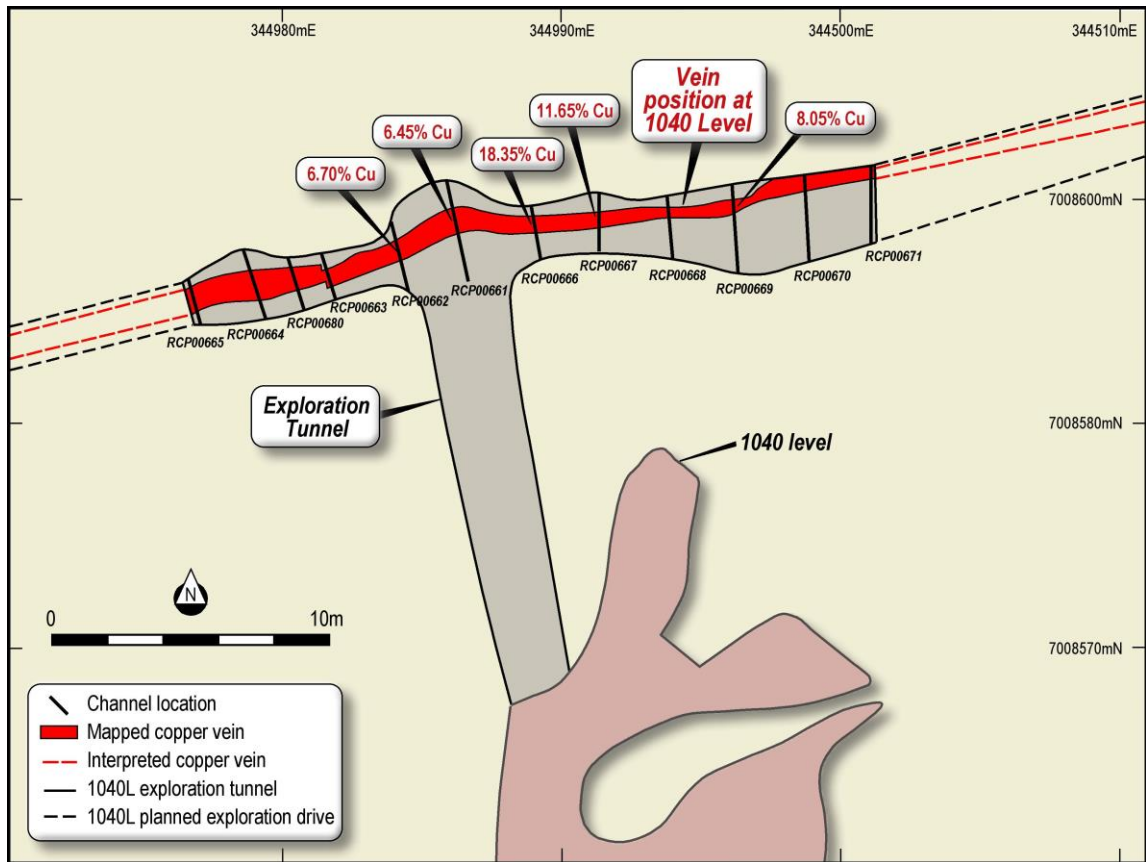 344980mE
344990mE
344500mE
344510mE
Vein
position at
1040 Level
11.65% Cu
8.05% Cu
6.45% Cu
18.35% Cu
6.70% Cu
7008600mN
RCP00671
RCP00670
RCP00669
RCP00668
RCP00667
RCP00666
RCP00661
RCP00662
RCP00663
RCP00680
RCP00664
RCP00665
Exploration
Tunnel
7008580mN
1040 level
N
0
10m
7008570mN
Channel location
Mapped copper vein
Interpreted copper vein
1040L exploration tunnel
1040L planned exploration drive